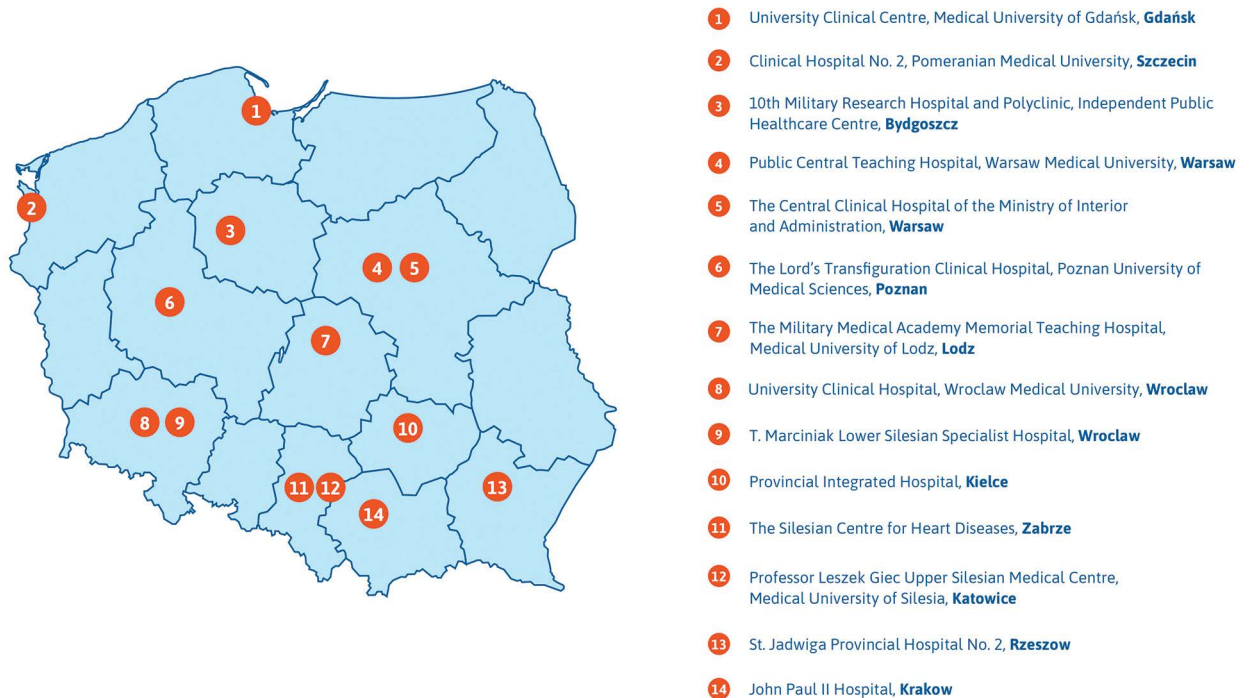 1
2
3
4 5
6
7
8 9
10
11 12
13
14
1 University Clinical Centre, Medical University of Gdańsk, Gdańsk
2 Clinical Hospital No. 2, Pomeranian Medical University, Szczecin
3 10th Military Research Hospital and Polyclinic, Independent Public
Healthcare Centre, Bydgoszcz
4 Public Central Teaching Hospital, Warsaw Medical University, Warsaw
5 The Central Clinical Hospital of the Ministry of Interior
and Administration, Warsaw
6 The Lord’s Transfiguration Clinical Hospital, Poznan University of
Medical Sciences, Poznan
7 The Military Medical Academy Memorial Teaching Hospital,
Medical University of Lodz, Lodz
8 University Clinical Hospital, Wroclaw Medical University, Wroclaw
9 T. Marciniak Lower Silesian Specialist Hospital, Wroclaw
10 Provincial Integrated Hospital, Kielce
11 The Silesian Centre for Heart Diseases, Zabrze
12 Professor Leszek Giec Upper Silesian Medical Centre,
Medical University of Silesia, Katowice
13 St. Jadwiga Provincial Hospital No. 2, Rzeszow
14 John Paul II Hospital, Krakow